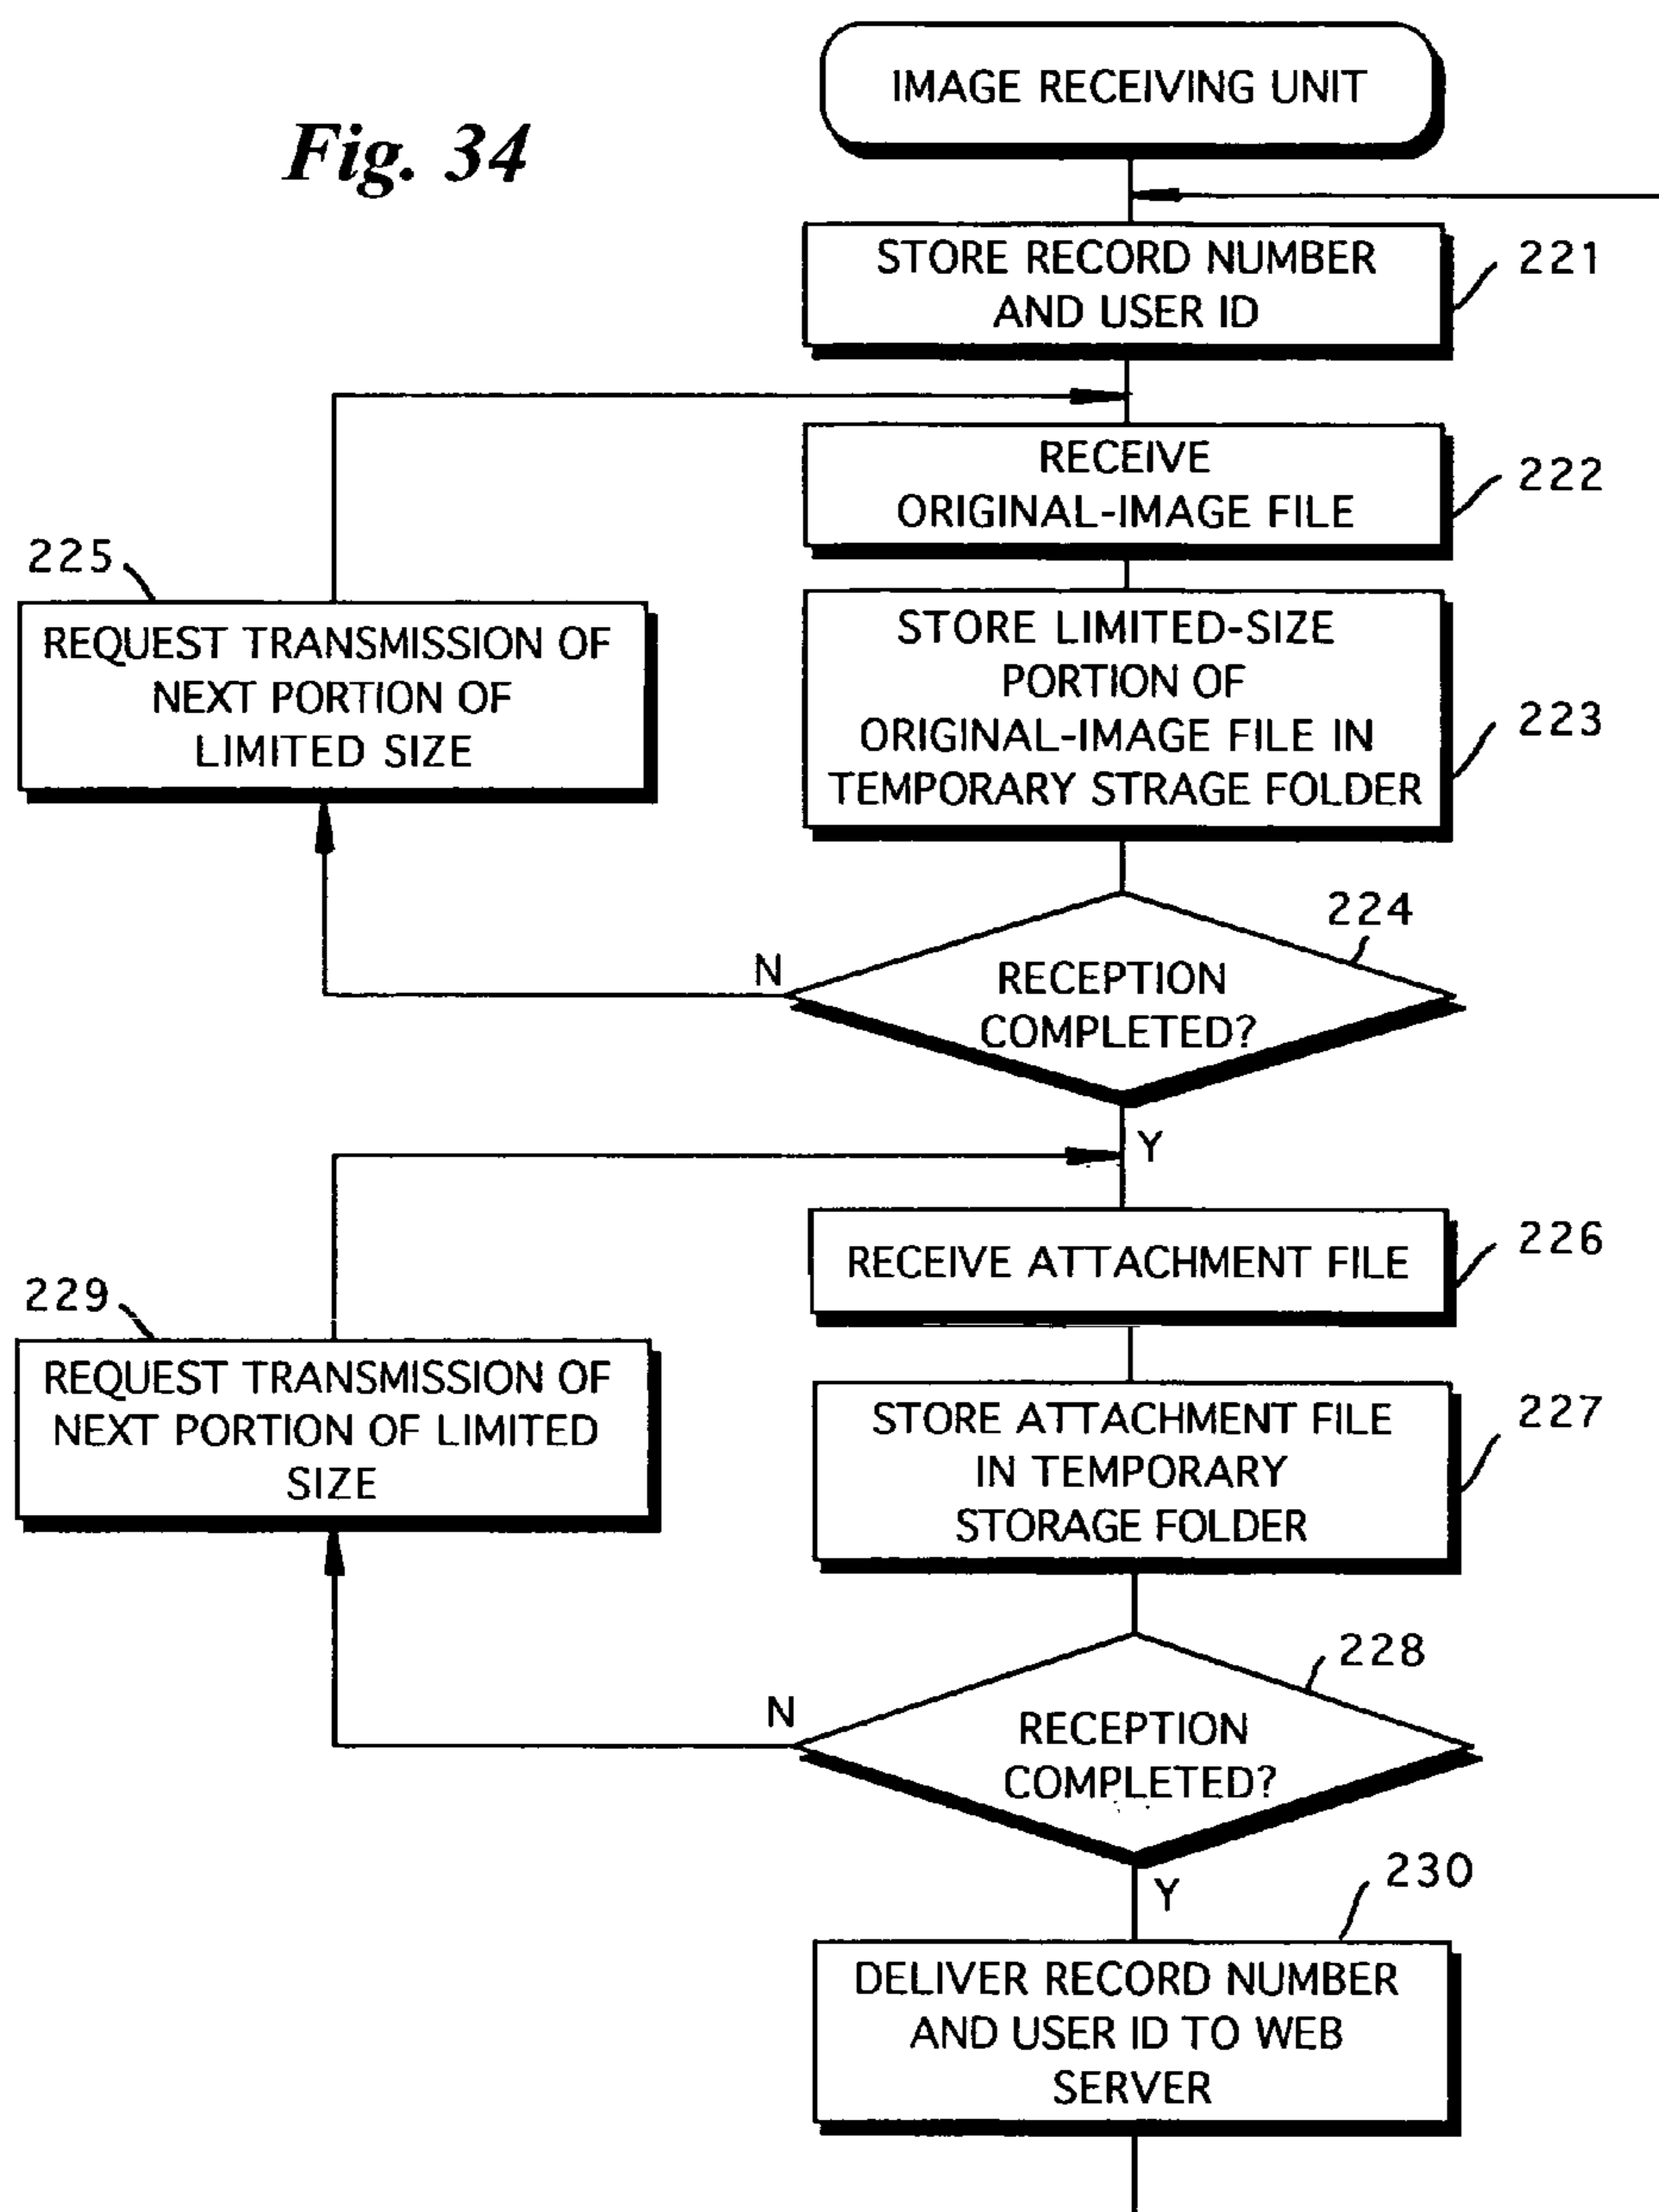 Fig. 34
IMAGE RECEIVING UNIT
STORE RECORD NUMBER
AND USER ID
221
RECEIVE
ORIGINAL-IMAGE FILE
222
225
REQUEST TRANSMISSION OF
NEXT PORTION OF
LIMITED SIZE
STORE LIMITED-SIZE
PORTION OF
ORIGINAL-IMAGE FILE IN
TEMPORARY STRAGE FOLDER
223
224
N
RECEPTION
COMPLETED?
Y
RECEIVE ATTACHMENT FILE
226
229
REQUEST TRANSMISSION OF
NEXT PORTION OF LIMITED
SIZE
STORE ATTACHMENT FILE
IN TEMPORARY
STORAGE FOLDER
227
228
N
RECEPTION
COMPLETED?
Y
230
DELIVER RECORD NUMBER
AND USER ID TO WEB
SERVER